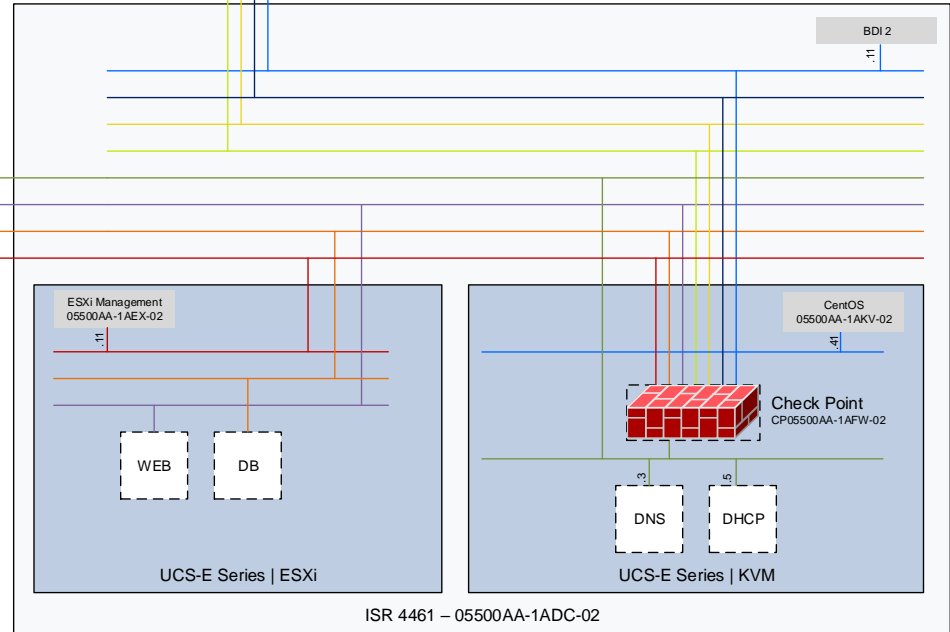 BDI 2
.11
ESXi Management
05500AA-1AEX-02
.11
CentOS
05500AA-1AKV-02
.41
Check Point
CP05500AA-1AFW-02
WEB
DB
.3
.5
DNS
DHCP
UCS-E Series | ESXi
UCS-E Series | KVM
ISR 4461 – 05500AA-1ADC-02